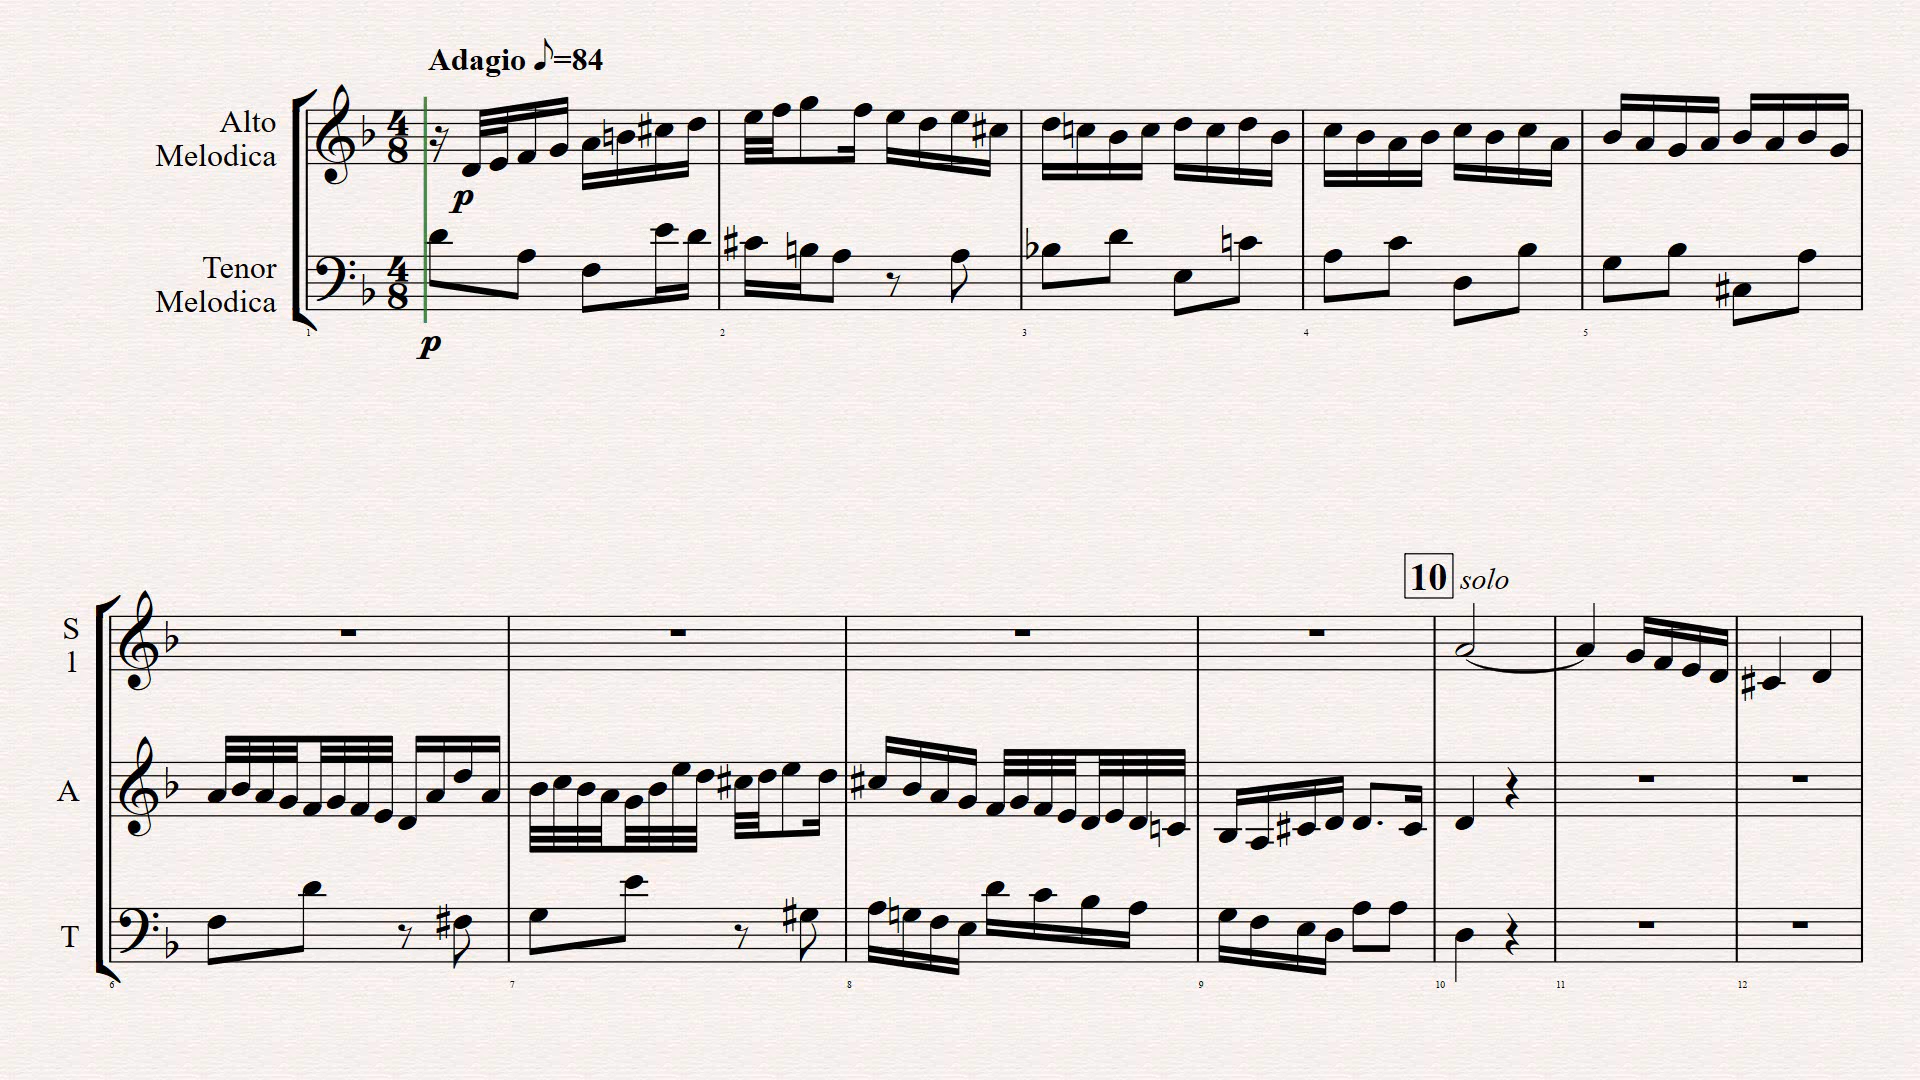 Adagio ♪=84
Alto
Melodica
4
8
p
Tenor
Melodica
4
8
p
1 2 3 4 5
10 solo
S
1
A
T
6 7 8 9 10 11 12